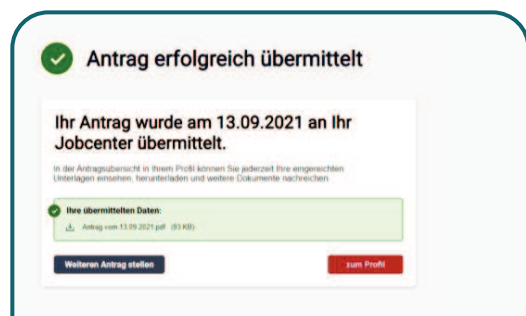 Antrag erfolgreich übermittelt
Ihr Antrag wurde am 13.09.2021 an Ihr
Jobcenter übermittelt.
In der Antragsübersicht in Ihrem Profil können Sie jederzeit Ihre eingereichten
Unterlagen einsehen, herunterladen und weitere Dokumente nachreichen.
Ihre übermittelten Daten:
Antrag vom 13.09.2021.pdf (93 KB)
Weiteren Antrag stellen
zum Profil